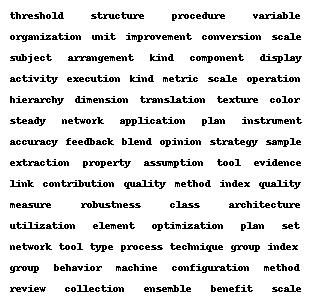 threshold structure procedure variable
organization unit improvement conversion scale
subject arrangement kind component display
activity execution kind metric scale operation
hierarchy dimension translation texture color
steady network application plan instrument
accuracy feedback blend opinion strategy sample
extraction property assumption tool evidence
link contribution quality method index quality
measure robustness class architecture
utilization element optimization plan set
network tool type process technique group index
group behavior machine configuration method
review collection ensemble benefit scale